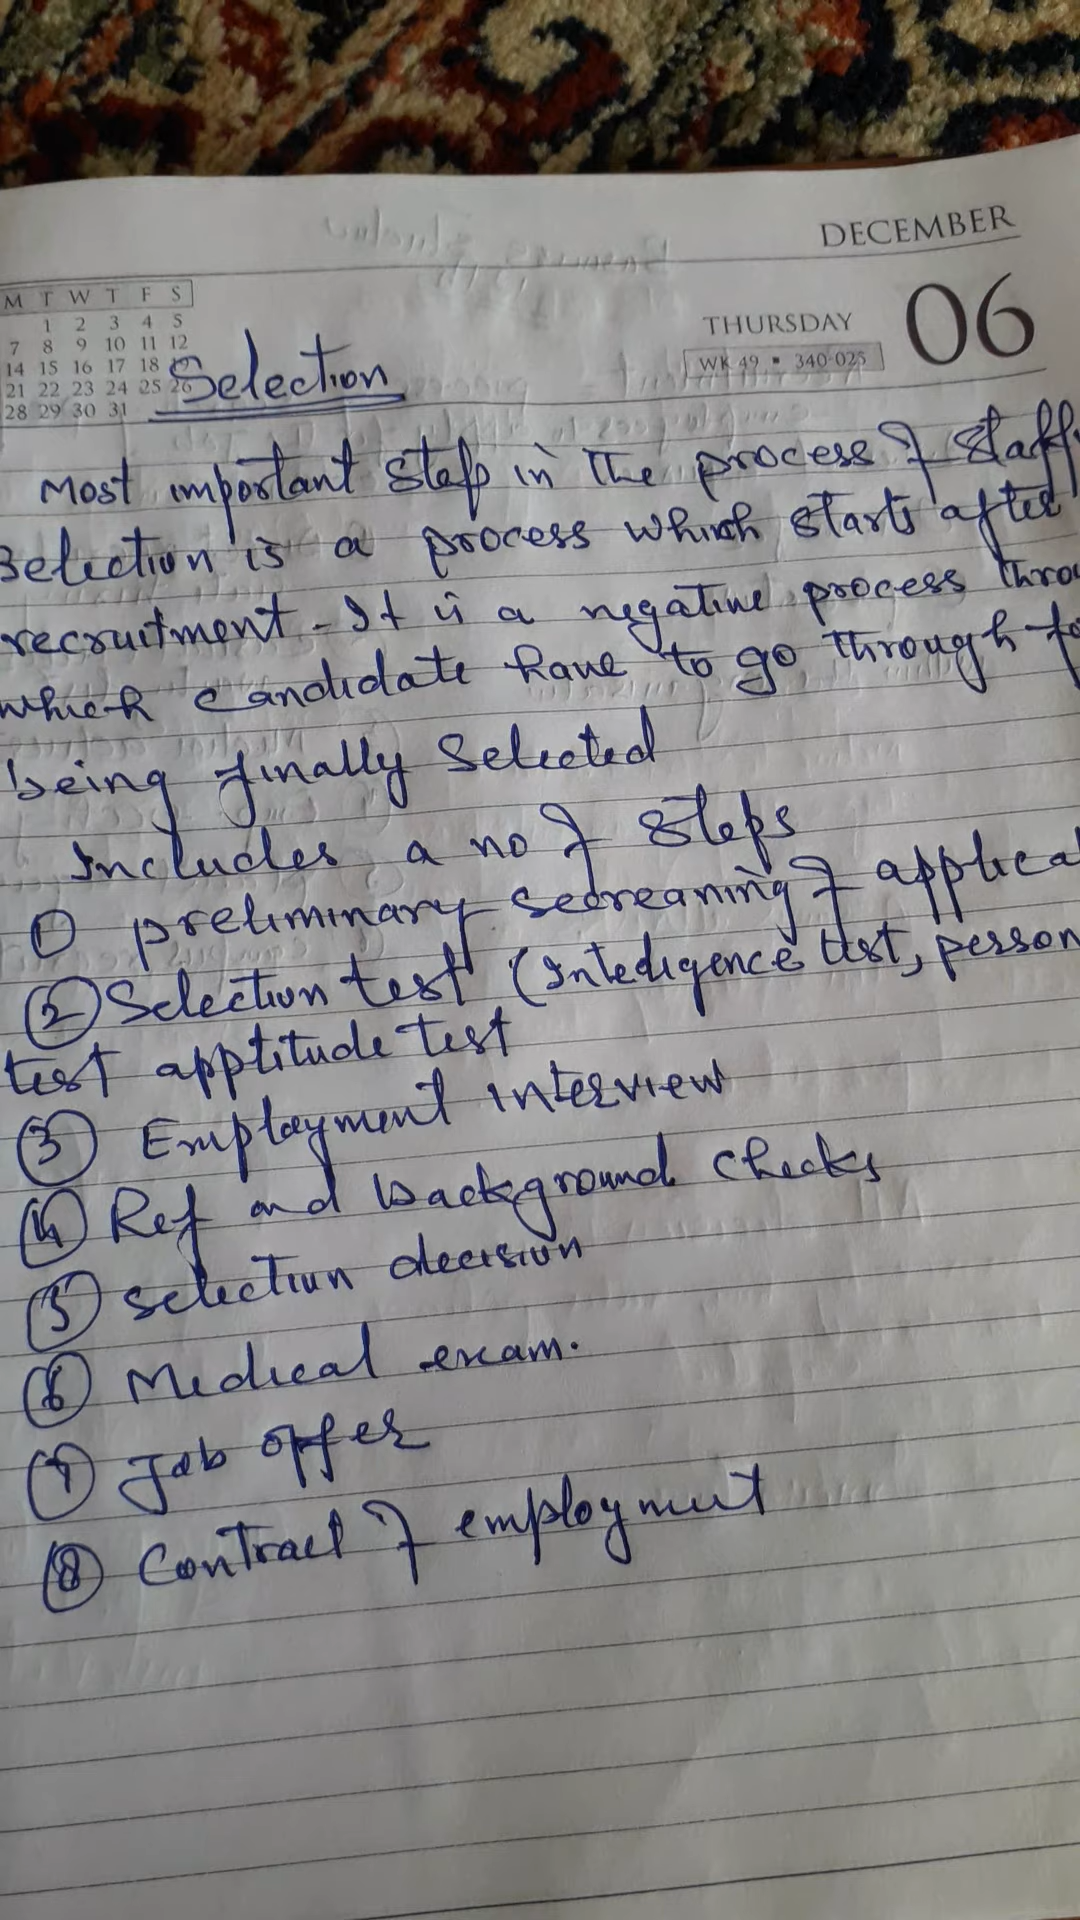 DECEMBER
THURSDAY 06
WK 49 • 340-025
M T W T F S
1 2 3 4 5
7 8 9 10 11 12
14 15 16 17 18 19
21 22 23 24 25 26
28 29 30 31
Selection
Most important step in the process of staff
Selection is a process which starts after
recruitment - It is a negative process throu
which candidate have to go through fo
being finally selected
Includes a no of steps
① preliminary secreaning of applica
② Selection test (Intedigence test, person
test apptitude test
③ Employment interview
④ Ref and background checks
⑤ selection decision
⑥ Medical exam.
⑦ Job offer
⑧ Contract of employment